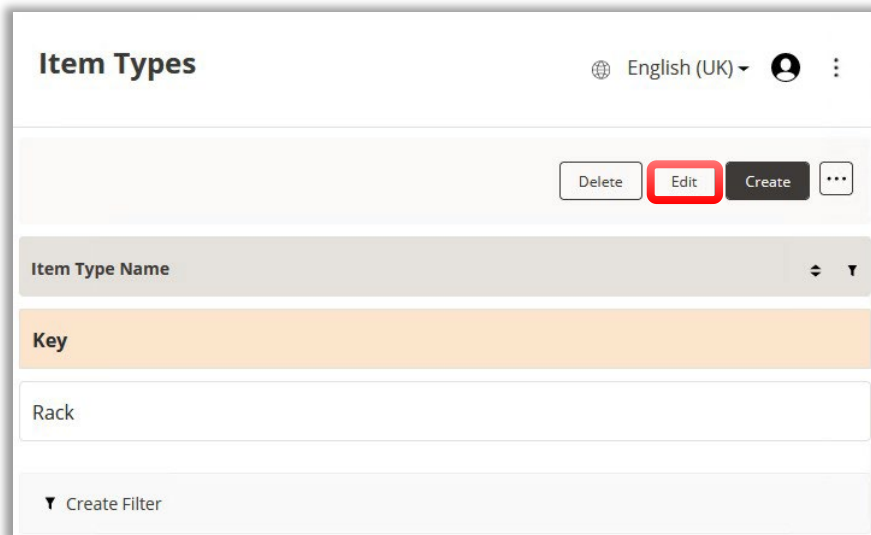 Item Types
English (UK)
Delete Edit Create ...
Item Type Name
Key
Rack
Create Filter